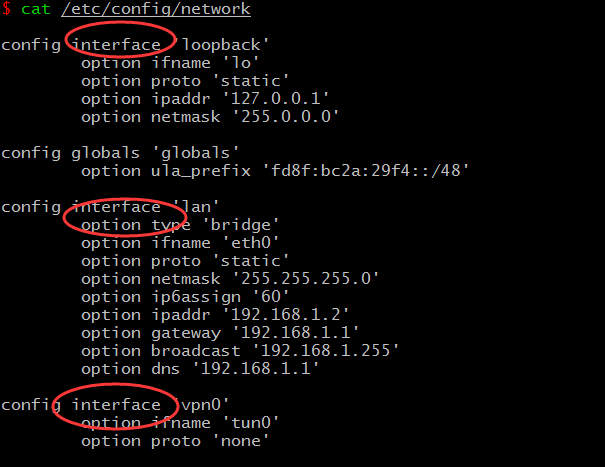 $ cat /etc/config/network
config interface 'loopback'
option ifname 'lo'
option proto 'static'
option ipaddr '127.0.0.1'
option netmask '255.0.0.0'
config globals 'globals'
option ula_prefix 'fd8f:bc2a:29f4::/48'
config interface 'lan'
option type 'bridge'
option ifname 'eth0'
option proto 'static'
option netmask '255.255.255.0'
option ip6assign '60'
option ipaddr '192.168.1.2'
option gateway '192.168.1.1'
option broadcast '192.168.1.255'
option dns '192.168.1.1'
config interface 'vpn0'
option ifname 'tun0'
option proto 'none'